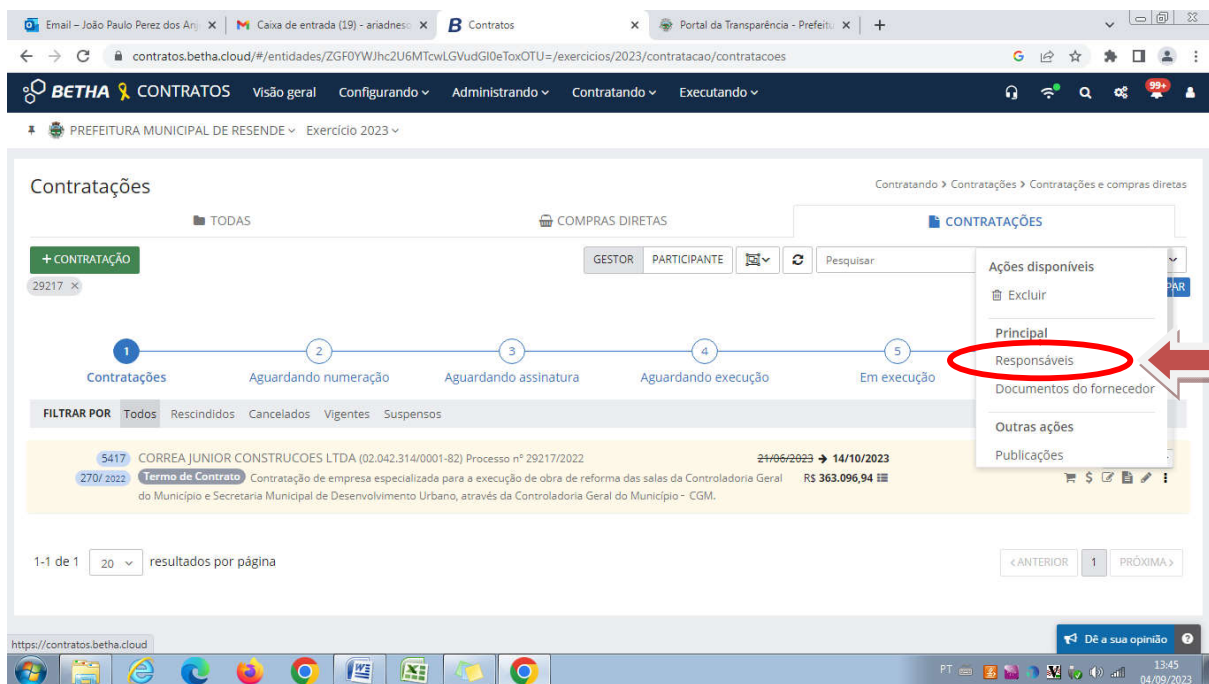 Email – João Paulo Perez dos Anj
Caixa de entrada (19) - ariadneso
B Contratos
Portal da Transparência - Prefeitu
contratos.betha.cloud/#/entidades/ZGF0YWJhc2U6MTcwLGVudGl0eToxOTU=/exercicios/2023/contratacao/contratacoes
BETHA CONTRATOS Visão geral Configurando Administrando Contratando Executando 99+
PREFEITURA MUNICIPAL DE RESENDE Exercício 2023
Contratações
Contratando > Contratações > Contratações e compras diretas
TODAS COMPRAS DIRETAS CONTRATAÇÕES
+ CONTRATAÇÃO GESTOR PARTICIPANTE Pesquisar
29217 ×
PAR
Ações disponíveis
Excluir
Principal
Responsáveis
Documentos do fornecedor
Outras ações
Publicações
1 2 3 4 5
Contratações Aguardando numeração Aguardando assinatura Aguardando execução Em execução
FILTRAR POR Todos Rescindidos Cancelados Vigentes Suspensos
5417 CORREA JUNIOR CONSTRUCOES LTDA (02.042.314/0001-82) Processo nº 29217/2022 21/06/2023 → 14/10/2023
270/ 2022 Termo de Contrato Contratação de empresa especializada para a execução de obra de reforma das salas da Controladoria Geral R$ 363.096,94
do Município e Secretaria Municipal de Desenvolvimento Urbano, através da Controladoria Geral do Município - CGM.
1-1 de 1 20 resultados por página
< ANTERIOR 1 PRÓXIMA >
https://contratos.betha.cloud
Dê a sua opinião
PT 13:45
04/09/2023